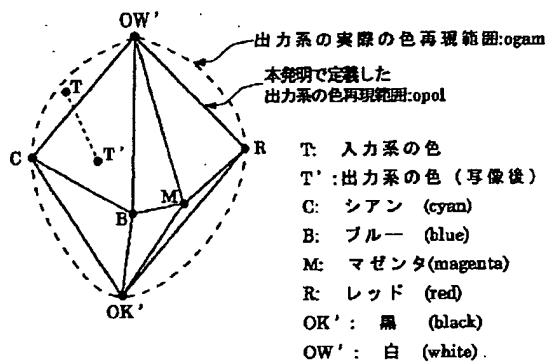 OW'
出力系の実際の色再現範囲:ogam
本発明で定義した
出力系の色再現範囲:opol
T
T'
C
R
M
B
OK'
T: 入力系の色
T':出力系の色(写像後)
C: シアン (cyan)
B: ブルー (blue)
M: マゼンタ(magenta)
R: レッド (red)
OK': 黒 (black)
OW': 白 (white)